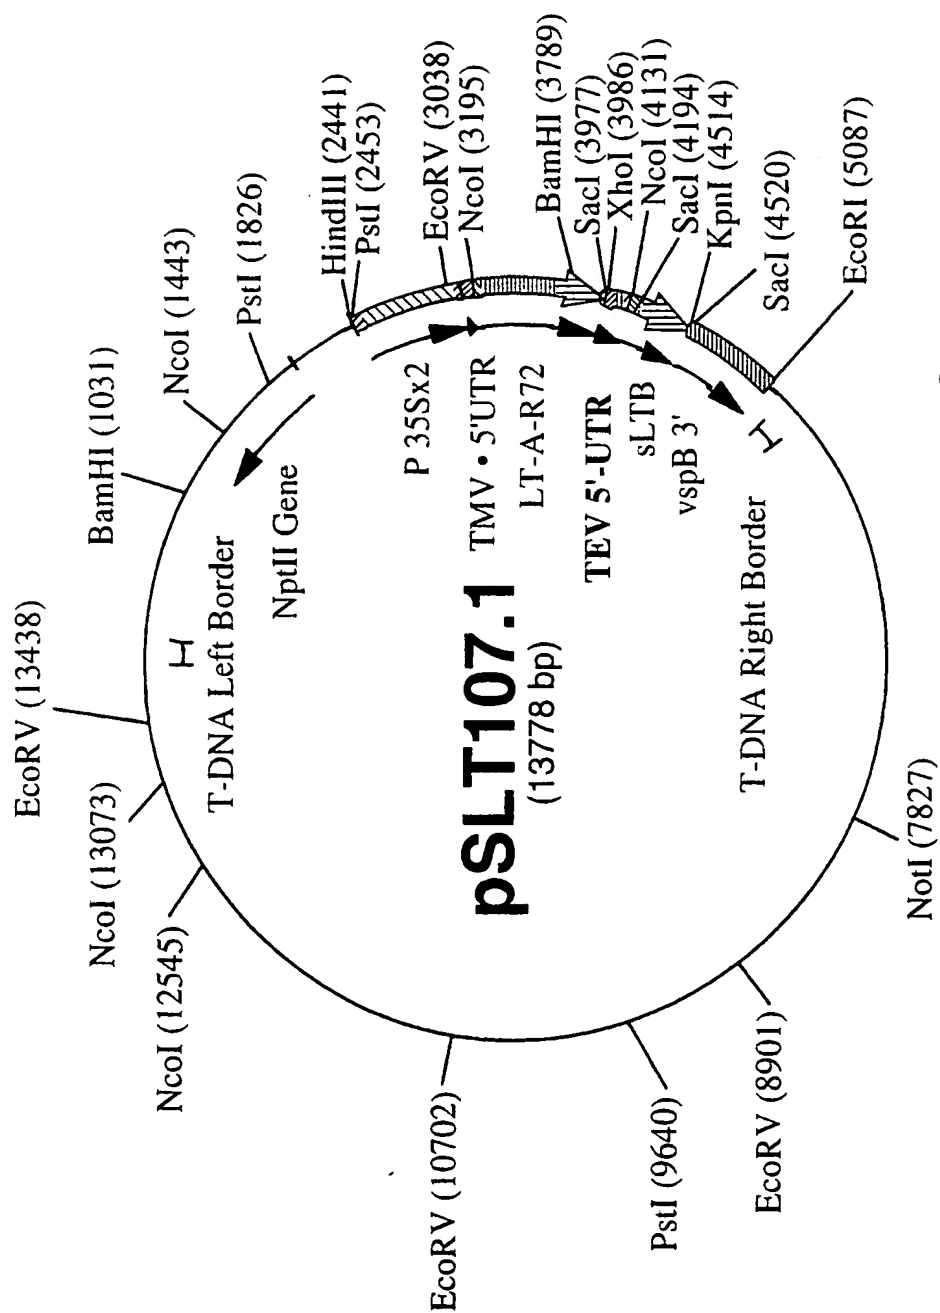 HindIII (2441)
PstI (2453)
EcoRV (3038)
NcoI (3195)
BamHI (3789)
SacI (3977)
XhoI (3986)
NcoI (4131)
SacI (4194)
KpnI (4514)
SacI (4520)
EcoRI (5087)
NotI (7827)
EcoRV (8901)
PstI (9640)
EcoRV (10702)
NcoI (12545)
NcoI (13073)
EcoRV (13438)
BamHI (1031)
NcoI (1443)
PstI (1826)
T-DNA Left Border
NptII Gene
P 35Sx2
TMV • 5'UTR
LT-A-R72
TEV 5'-UTR
sLTB
vspB 3'
T-DNA Right Border
pSLT107.1
(13778 bp)